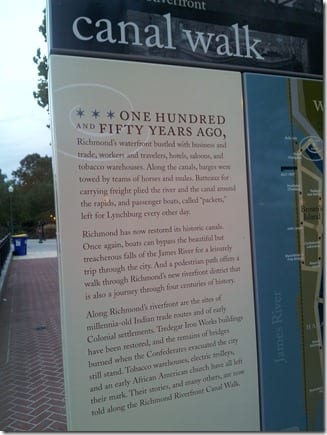 Riverfront
canal walk
★ ★ ★ ONE HUNDRED
AND FIFTY YEARS AGO,
Richmond's waterfront bustled with business and
trade, workers and travelers, hotels, saloons, and
tobacco warehouses. Along the canals, barges were
towed by teams of horses and mules. Batteaux for
carrying freight plied the river and the canal around
the rapids, and passenger boats, called "packets,"
left for Lynchburg every other day.
Richmond has now restored its historic canals.
Once again, boats can bypass the beautiful but
treacherous falls of the James River for a leisurely
trip through the city. And a pedestrian path offers a
walk through Richmond's new riverfront district that
is also a journey through four centuries of history.
Along Richmond's riverfront are the sites of
millennia-old Indian trade routes and of early
Colonial settlements. Tredegar Iron Works buildings
have been restored, and the remains of bridges
burned when the Confederates evacuated the city
still stand. Tobacco warehouses, electric trolleys,
and an early African American church have all left
their mark. Their stories, and many others, are now
told along the Richmond Riverfront Canal Walk.
James River